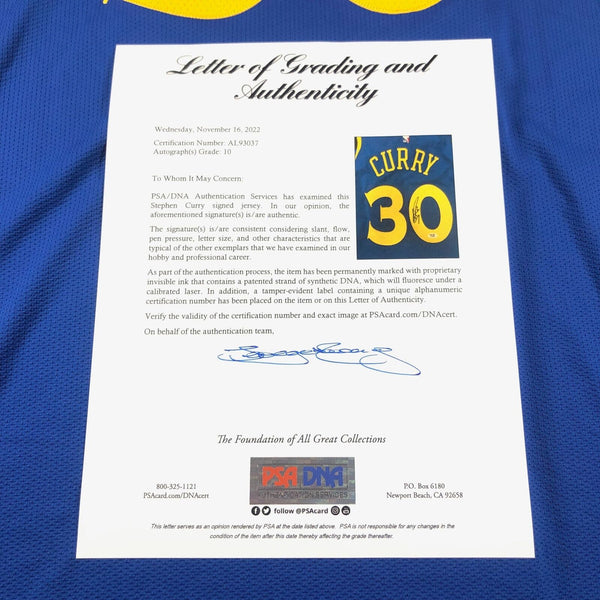 Letter of Grading and
Authenticity
Wednesday, November 16, 2022
Certification Number: AL93037
Autograph(s) Grade: 10
To Whom It May Concern:
PSA/DNA Authentication Services has examined this
Stephen Curry signed jersey. In our opinion, the
aforementioned signature(s) is/are authentic.
The signature(s) is/are consistent considering slant, flow,
pen pressure, letter size, and other characteristics that are
typical of the other exemplars that we have examined in our
hobby and professional career.
CURRY
30
As part of the authentication process, the item has been permanently marked with proprietary
invisible ink that contains a patented strand of synthetic DNA, which will fluoresce under a
calibrated laser. In addition, a tamper-evident label containing a unique alphanumeric
certification number has been placed on the item or on this Letter of Authenticity.
Verify the validity of the certification number and exact image at PSAcard.com/DNAcert.
On behalf of the authentication team,
The Foundation of All Great Collections
800-325-1121
PSAcard.com/DNAcert
PSA DNA
AUTHENTICATION SERVICES
P.O. Box 6180
Newport Beach, CA 92658
follow @PSAcard
This letter serves as an opinion rendered by PSA at the date listed above. PSA is not responsible for any changes in
the condition of the item after this date thereby affecting the grade thereafter.